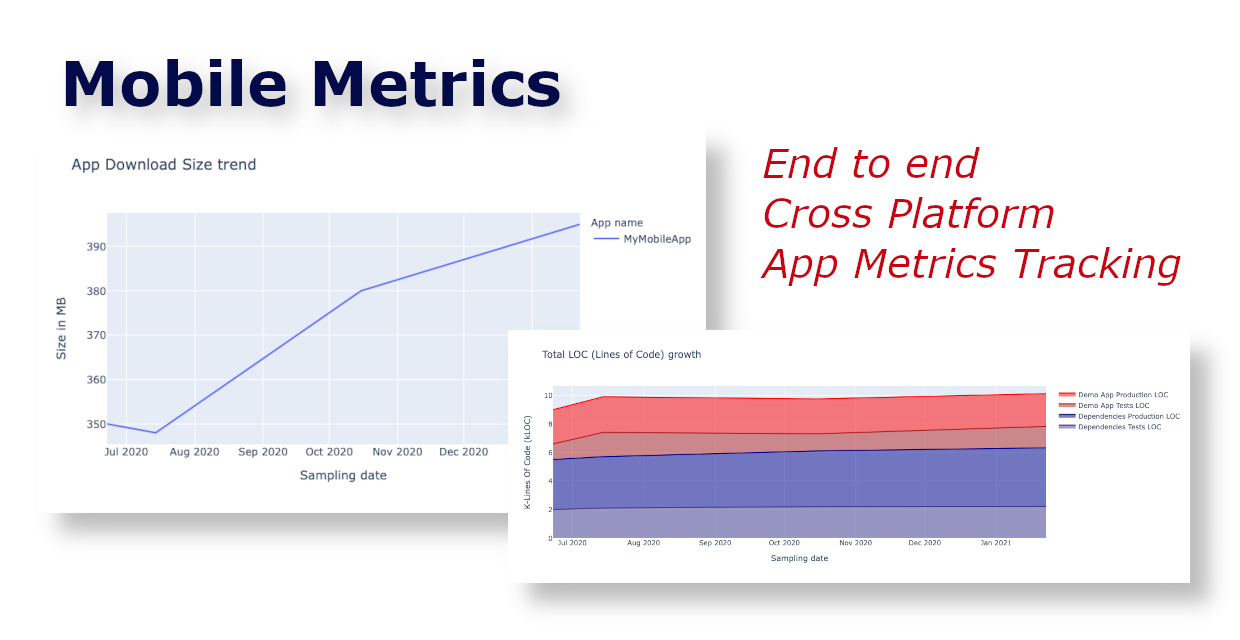 Mobile Metrics
End to end
Cross Platform
App Metrics Tracking
App Download Size trend
App name
MyMobileApp
Size in MB
390
380
370
360
350
Jul 2020 Aug 2020 Sep 2020 Oct 2020 Nov 2020 Dec 2020
Sampling date
Total LOC (Lines of Code) growth
Demo App Production LOC
Demo App Tests LOC
Dependencies Production LOC
Dependencies Tests LOC
K-Lines Of Code (kLOC)
10
8
6
4
2
0
Jul 2020 Aug 2020 Sep 2020 Oct 2020 Nov 2020 Dec 2020 Jan 2021
Sampling date